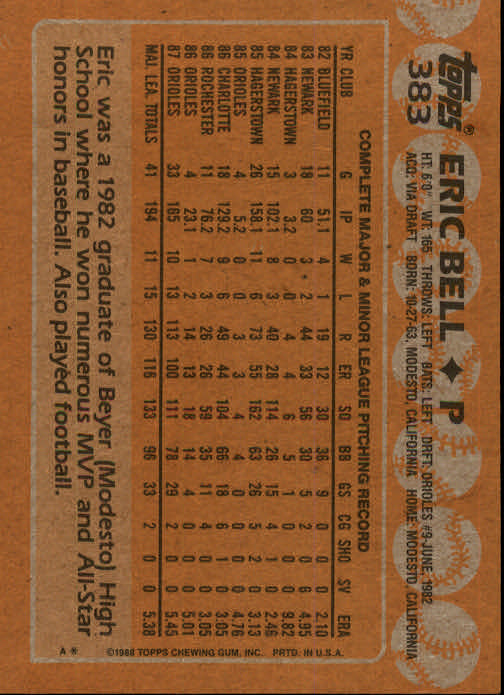 topps®
383
ERIC BELL ♦ P
HT: 6'0" WT: 165 THROWS: LEFT BATS: LEFT DRFT: ORIOLES #9-JUNE, 1982
ACQ: VIA DRAFT BORN: 10-27-63, MODESTO, CALIFORNIA HOME: MODESTO, CALIFORNIA
COMPLETE MAJOR & MINOR LEAGUE PITCHING RECORD
YR CLUB G IP W L R ER SO BB GS CG SHO SV ERA
82 BLUEFIELD 11 51.1 4 1 19 12 30 36 9 0 0 0 2.10
83 NEWARK 18 60 3 2 44 33 56 30 5 2 0 6 4.95
84 HAGERSTOWN 3 3.2 0 0 4 4 6 5 1 0 0 0 9.82
84 NEWARK 15 102.1 8 3 40 28 114 26 15 4 1 0 2.46
85 HAGERSTOWN 26 158.1 11 6 73 55 162 63 26 5 2 0 3.13
85 ORIOLES 4 5.2 0 0 3 3 4 4 0 0 0 0 4.76
86 CHARLOTTE 18 129.2 9 6 49 44 104 66 18 6 1 0 3.05
86 ROCHESTER 11 76.2 7 3 26 26 59 35 11 4 0 0 3.05
86 ORIOLES 4 23.1 1 2 14 13 18 14 4 0 0 0 5.01
87 ORIOLES 33 165 10 13 113 100 111 78 29 2 0 0 5.45
MAJ. LEA. TOTALS 41 194 11 15 130 116 133 96 33 2 0 0 5.38
Eric was a 1982 graduate of Beyer (Modesto) High
School where he won numerous MVP and All-Star
honors in baseball. Also played football.
©1988 TOPPS CHEWING GUM, INC. PRTD. IN U.S.A.
A *